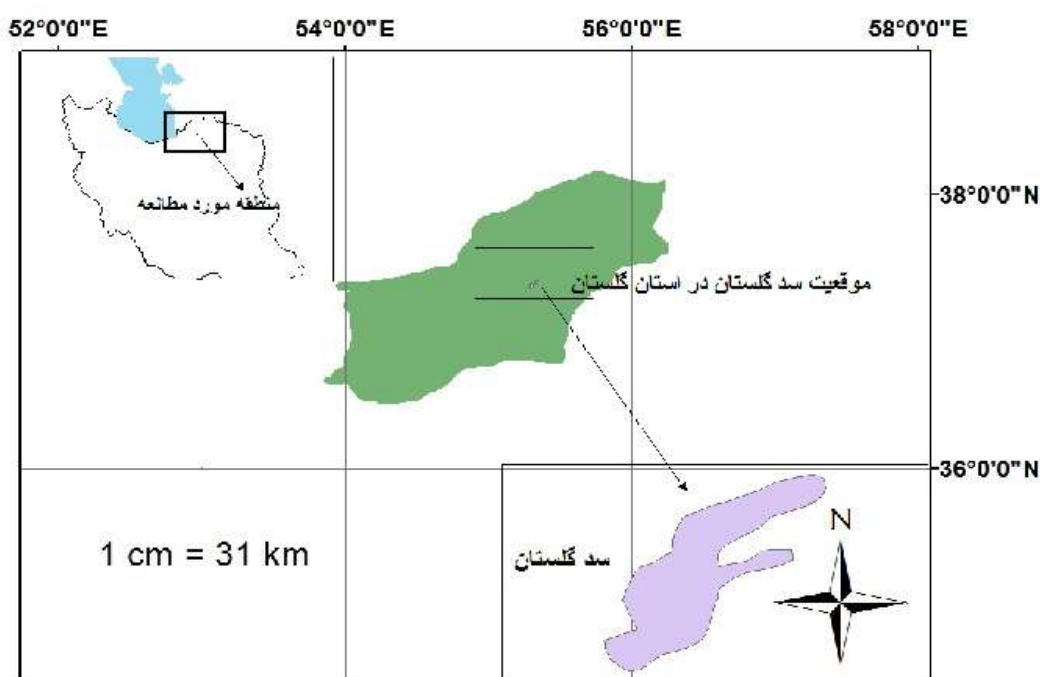 52°0'0"E 54°0'0"E 56°0'0"E 58°0'0"E
38°0'0"N
منطقه مورد مطالعه
موقعیت سد گلستان در استان گلستان
36°0'0"N
N
سد گلستان
1 cm = 31 km